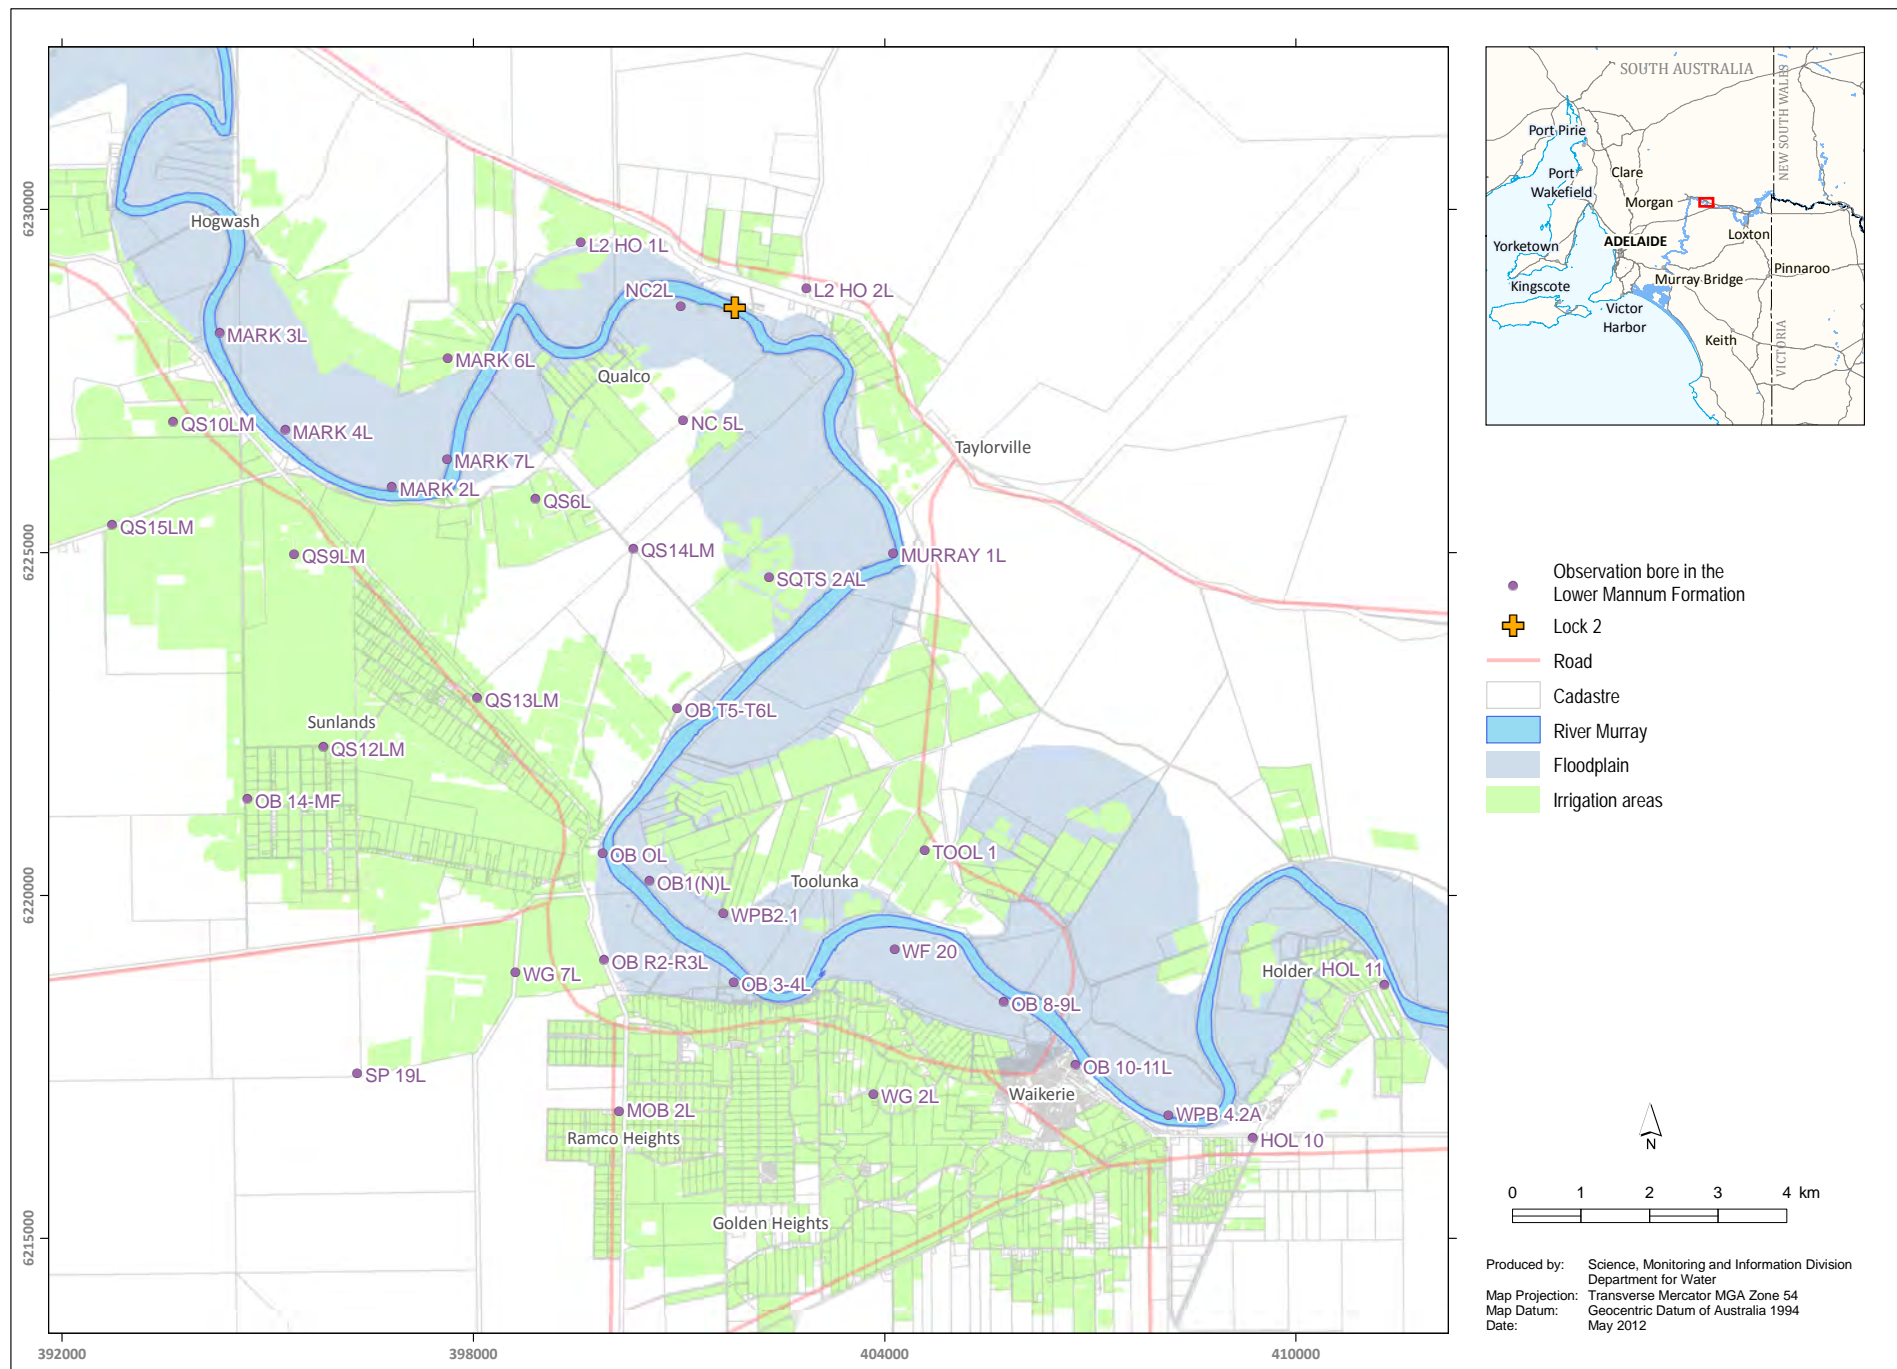 Hogwash
L2 HO 1L
NC2L
L2 HO 2L
MARK 3L
MARK 6L
Qualco
QS10LM
MARK 4L
NC 5L
Taylorville
MARK 7L
MARK 2L
QS6L
QS15LM
QS9LM
QS14LM
MURRAY 1L
SQTS 2AL
QS13LM
OB T5-T6L
Sunlands
QS12LM
OB 14-MF
OB OL
TOOL 1
OB1(N)L
Toolunka
WPB2.1
WF 20
OB R2-R3L
WG 7L
OB 3-4L
Holder
HOL 11
OB 8-9L
SP 19L
OB 10-11L
WG 2L
Waikerie
MOB 2L
WPB 4.2A
Ramco Heights
HOL 10
Golden Heights
6230000
6225000
6220000
6215000
392000
398000
404000
410000
SOUTH AUSTRALIA
NEW SOUTH WALES
Port Pirie
Port
Wakefield
Clare
Morgan
Loxton
Yorketown
ADELAIDE
Pinnaroo
Kingscote
Murray Bridge
Victor
Harbor
Keith
VICTORIA
Observation bore in the
Lower Mannum Formation
Lock 2
Road
Cadastre
River Murray
Floodplain
Irrigation areas
N
0 1 2 3 4 km
Produced by: Science, Monitoring and Information Division
Department for Water
Map Projection: Transverse Mercator MGA Zone 54
Map Datum: Geocentric Datum of Australia 1994
Date: May 2012